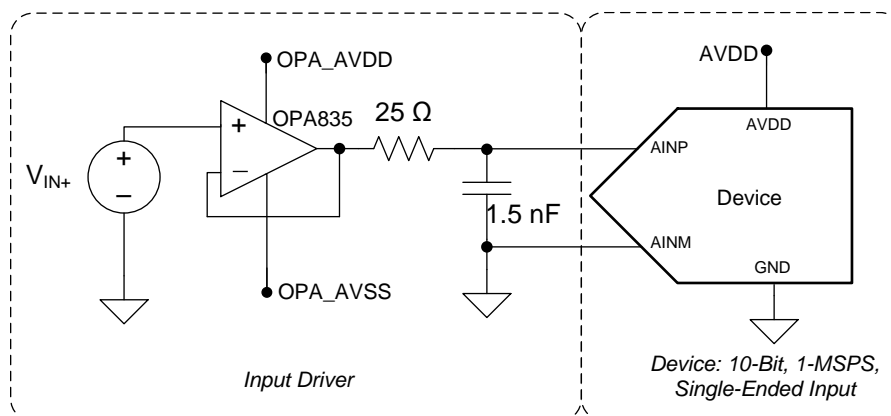 OPA_AVDD
AVDD
25 Ω
OPA835
+
AVDD
AINP
+
VIN+
−
−
Device
1.5 nF
AINM
GND
OPA_AVSS
Input Driver
Device: 10-Bit, 1-MSPS,
Single-Ended Input